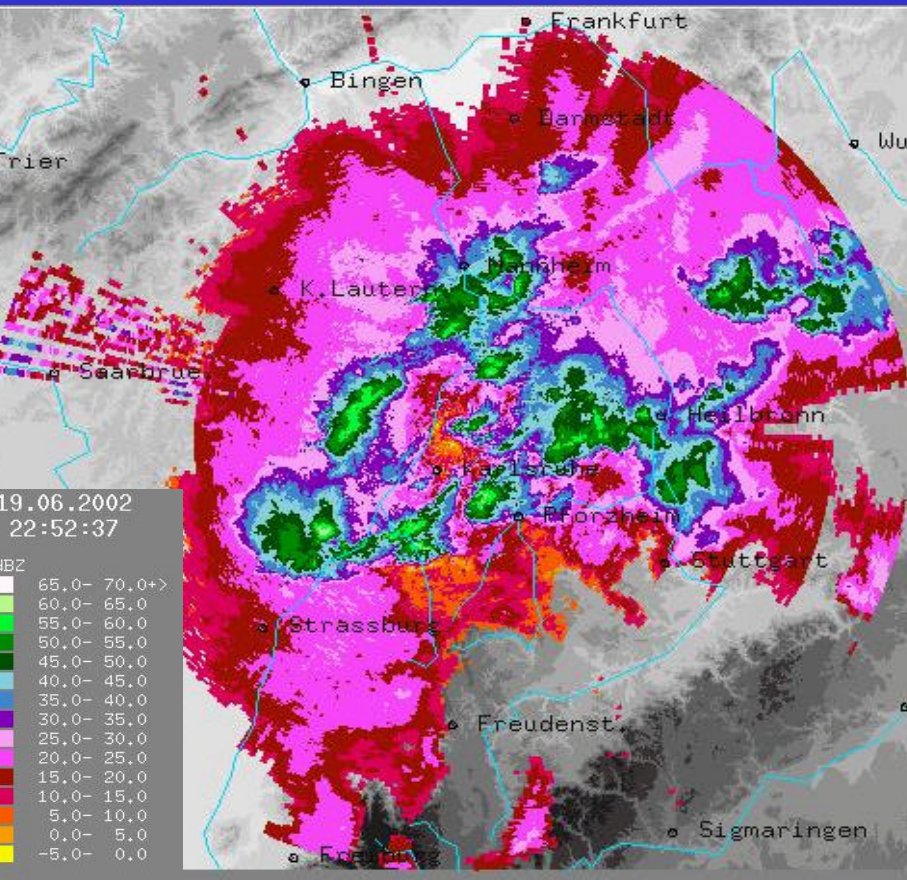 Frankfurt
Bingen
Darmstadt
Wu
rier
Mannheim
K.Lautern
Saarbrue
Heilbronn
Karlsruhe
Pforzheim
Stuttgart
Strassburg
Freudenst.
Sigmaringen
Freiburg
19.06.2002
22:52:37
dBZ
65.0- 70.0+>
60.0- 65.0
55.0- 60.0
50.0- 55.0
45.0- 50.0
40.0- 45.0
35.0- 40.0
30.0- 35.0
25.0- 30.0
20.0- 25.0
15.0- 20.0
10.0- 15.0
5.0- 10.0
0.0- 5.0
-5.0- 0.0